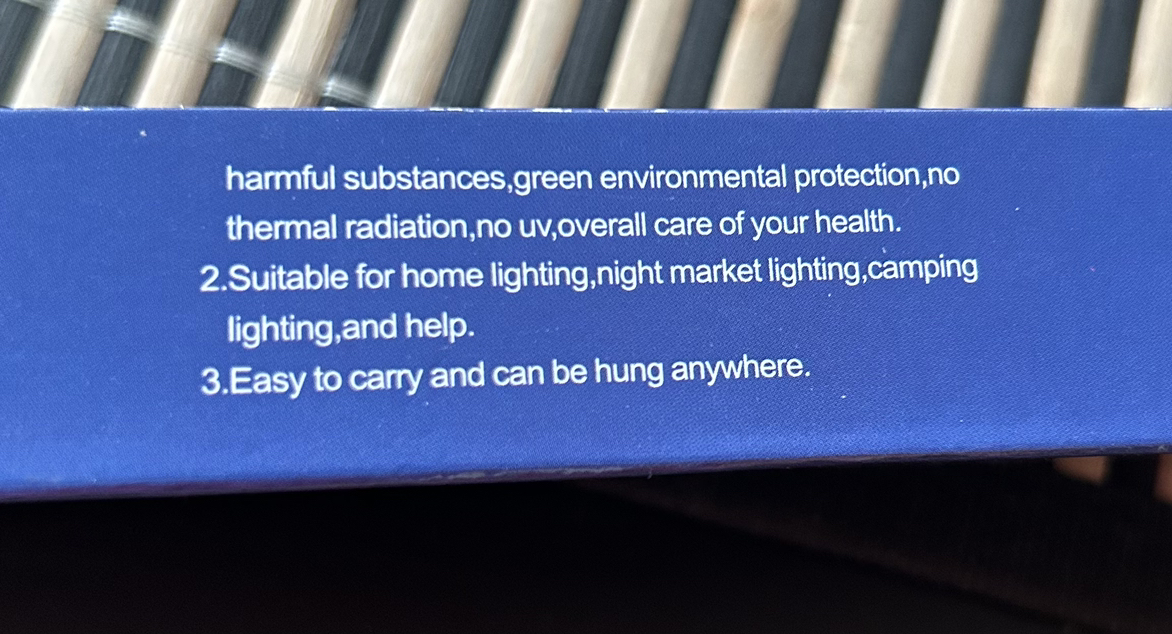 harmful substances,green environmental protection,no
thermal radiation,no uv,overall care of your health.
2.Suitable for home lighting,night market lighting,camping
lighting,and help.
3.Easy to carry and can be hung anywhere.